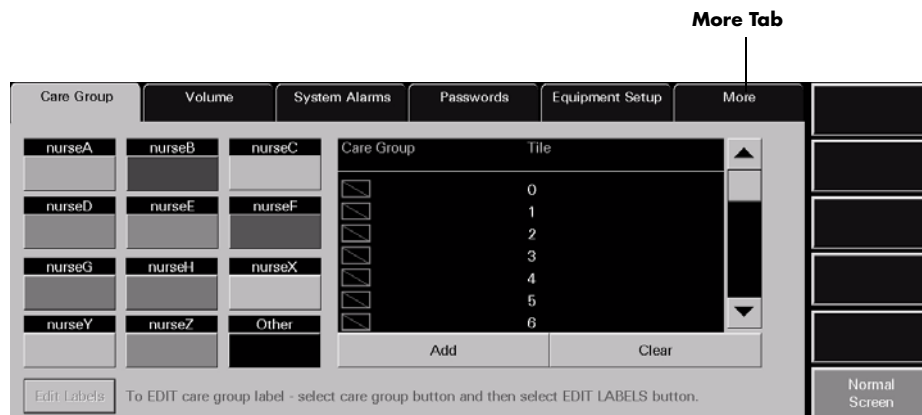 More Tab
Care Group Volume System Alarms Passwords Equipment Setup More
nurseA nurseB nurseC
nurseD nurseE nurseF
nurseG nurseH nurseX
nurseY nurseZ Other
Care Group Tile
0
1
2
3
4
5
6
Add Clear
Edit Labels To EDIT care group label - select care group button and then select EDIT LABELS button.
Normal
Screen